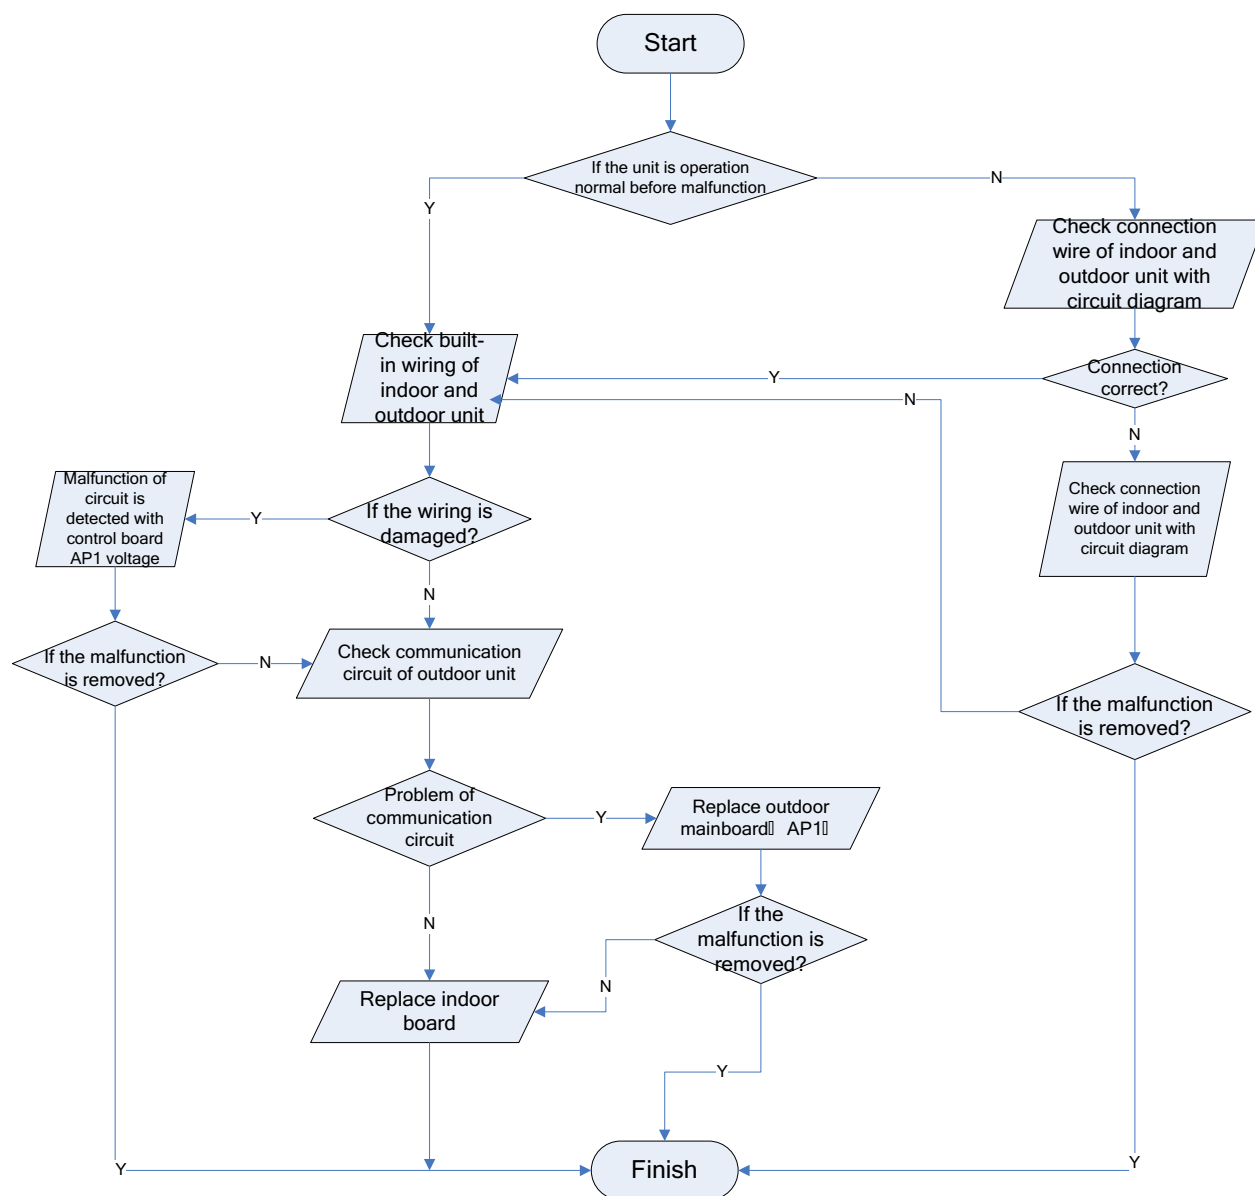 Start
If the unit is operation
normal before malfunction
N
Y
Check connection
wire of indoor and
outdoor unit with
circuit diagram
Check built-
in wiring of
indoor and
outdoor unit
Y
Connection
correct?
N
N
Malfunction of
circuit is
detected with
control board
AP1 voltage
Y
If the wiring is
damaged?
Check connection
wire of indoor and
outdoor unit with
circuit diagram
N
If the malfunction
is removed?
N
Check communication
circuit of outdoor unit
If the malfunction
is removed?
Problem of
communication
circuit
Y
Replace outdoor
mainboard AP1
N
If the
malfunction is
removed?
N
Replace indoor
board
Y
Y
Finish
Y